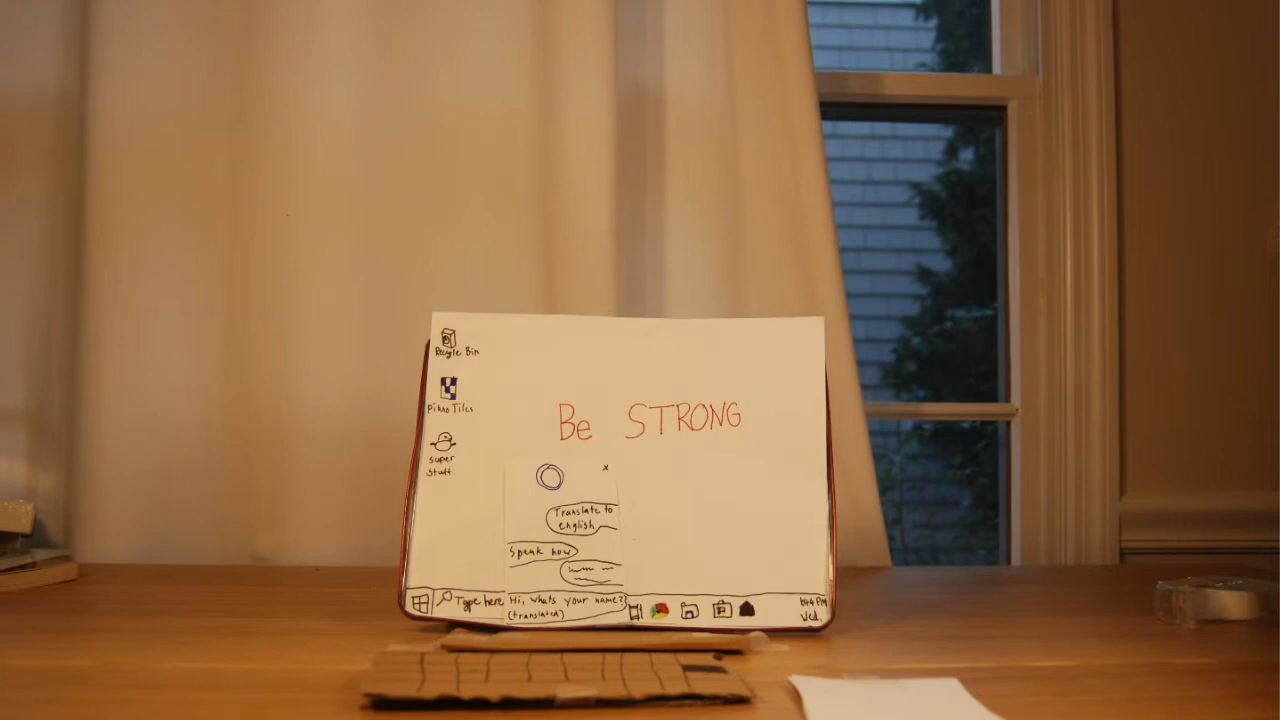 Recycle Bin
Piano Tiles
super
stuff
Be STRONG
x
Translate to
english
Speak now
Type here
Hi, whats your name?
(translated)
Wed.